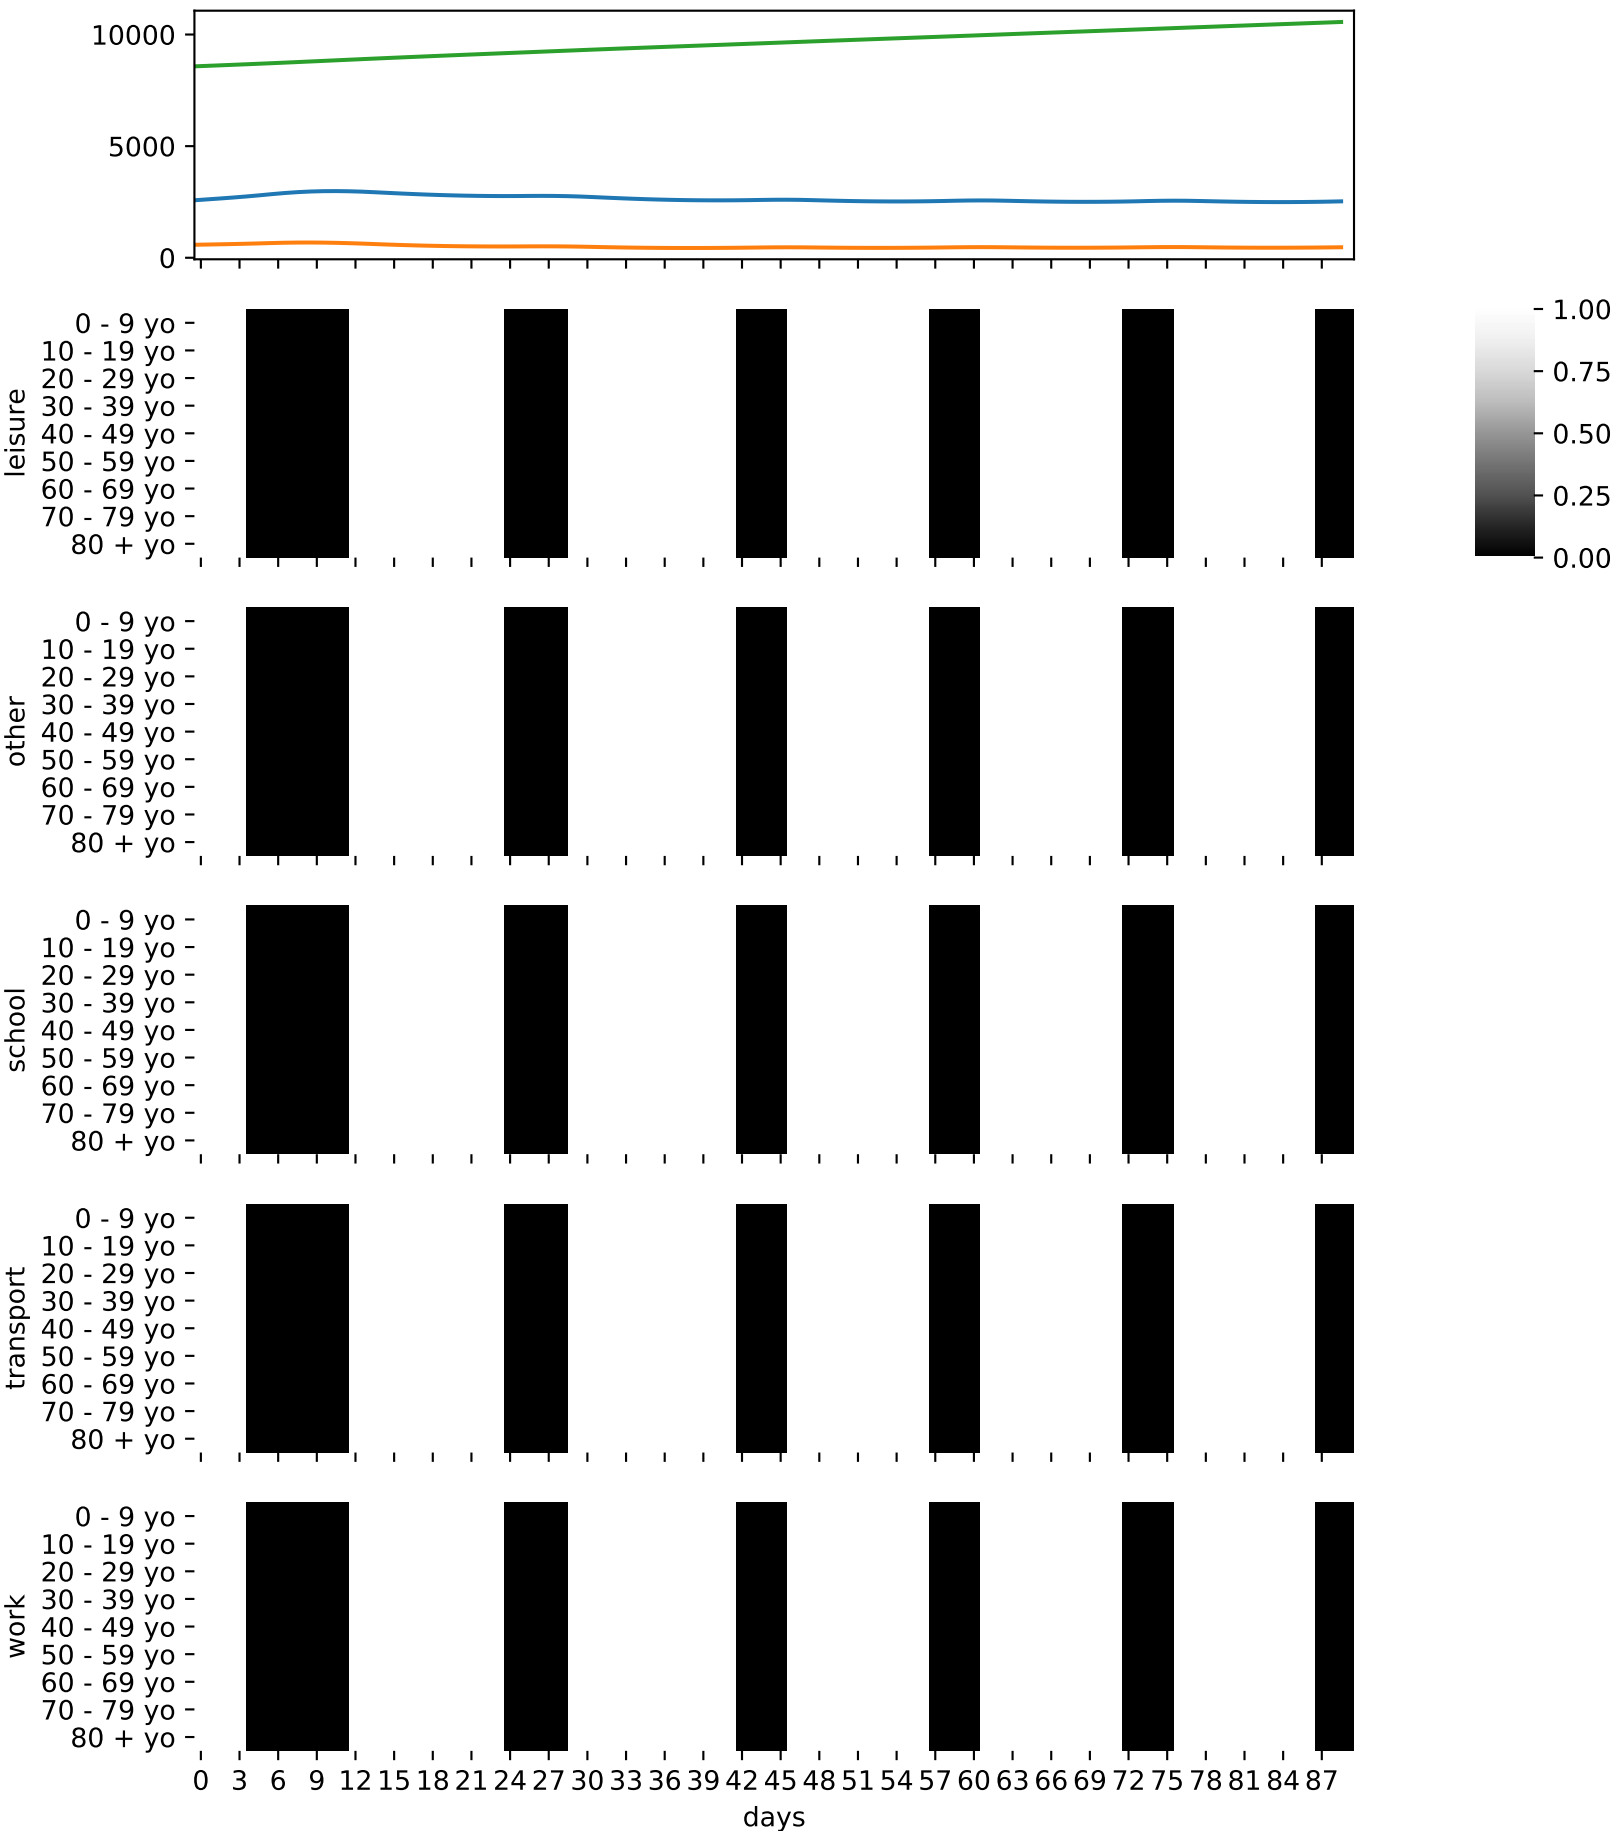 10000
5000
0
leisure
0 - 9 yo
10 - 19 yo
20 - 29 yo
30 - 39 yo
40 - 49 yo
50 - 59 yo
60 - 69 yo
70 - 79 yo
80 + yo
1.00
0.75
0.50
0.25
0.00
other
0 - 9 yo
10 - 19 yo
20 - 29 yo
30 - 39 yo
40 - 49 yo
50 - 59 yo
60 - 69 yo
70 - 79 yo
80 + yo
school
0 - 9 yo
10 - 19 yo
20 - 29 yo
30 - 39 yo
40 - 49 yo
50 - 59 yo
60 - 69 yo
70 - 79 yo
80 + yo
transport
0 - 9 yo
10 - 19 yo
20 - 29 yo
30 - 39 yo
40 - 49 yo
50 - 59 yo
60 - 69 yo
70 - 79 yo
80 + yo
work
0 - 9 yo
10 - 19 yo
20 - 29 yo
30 - 39 yo
40 - 49 yo
50 - 59 yo
60 - 69 yo
70 - 79 yo
80 + yo
0 3 6 9 12 15 18 21 24 27 30 33 36 39 42 45 48 51 54 57 60 63 66 69 72 75 78 81 84 87
days